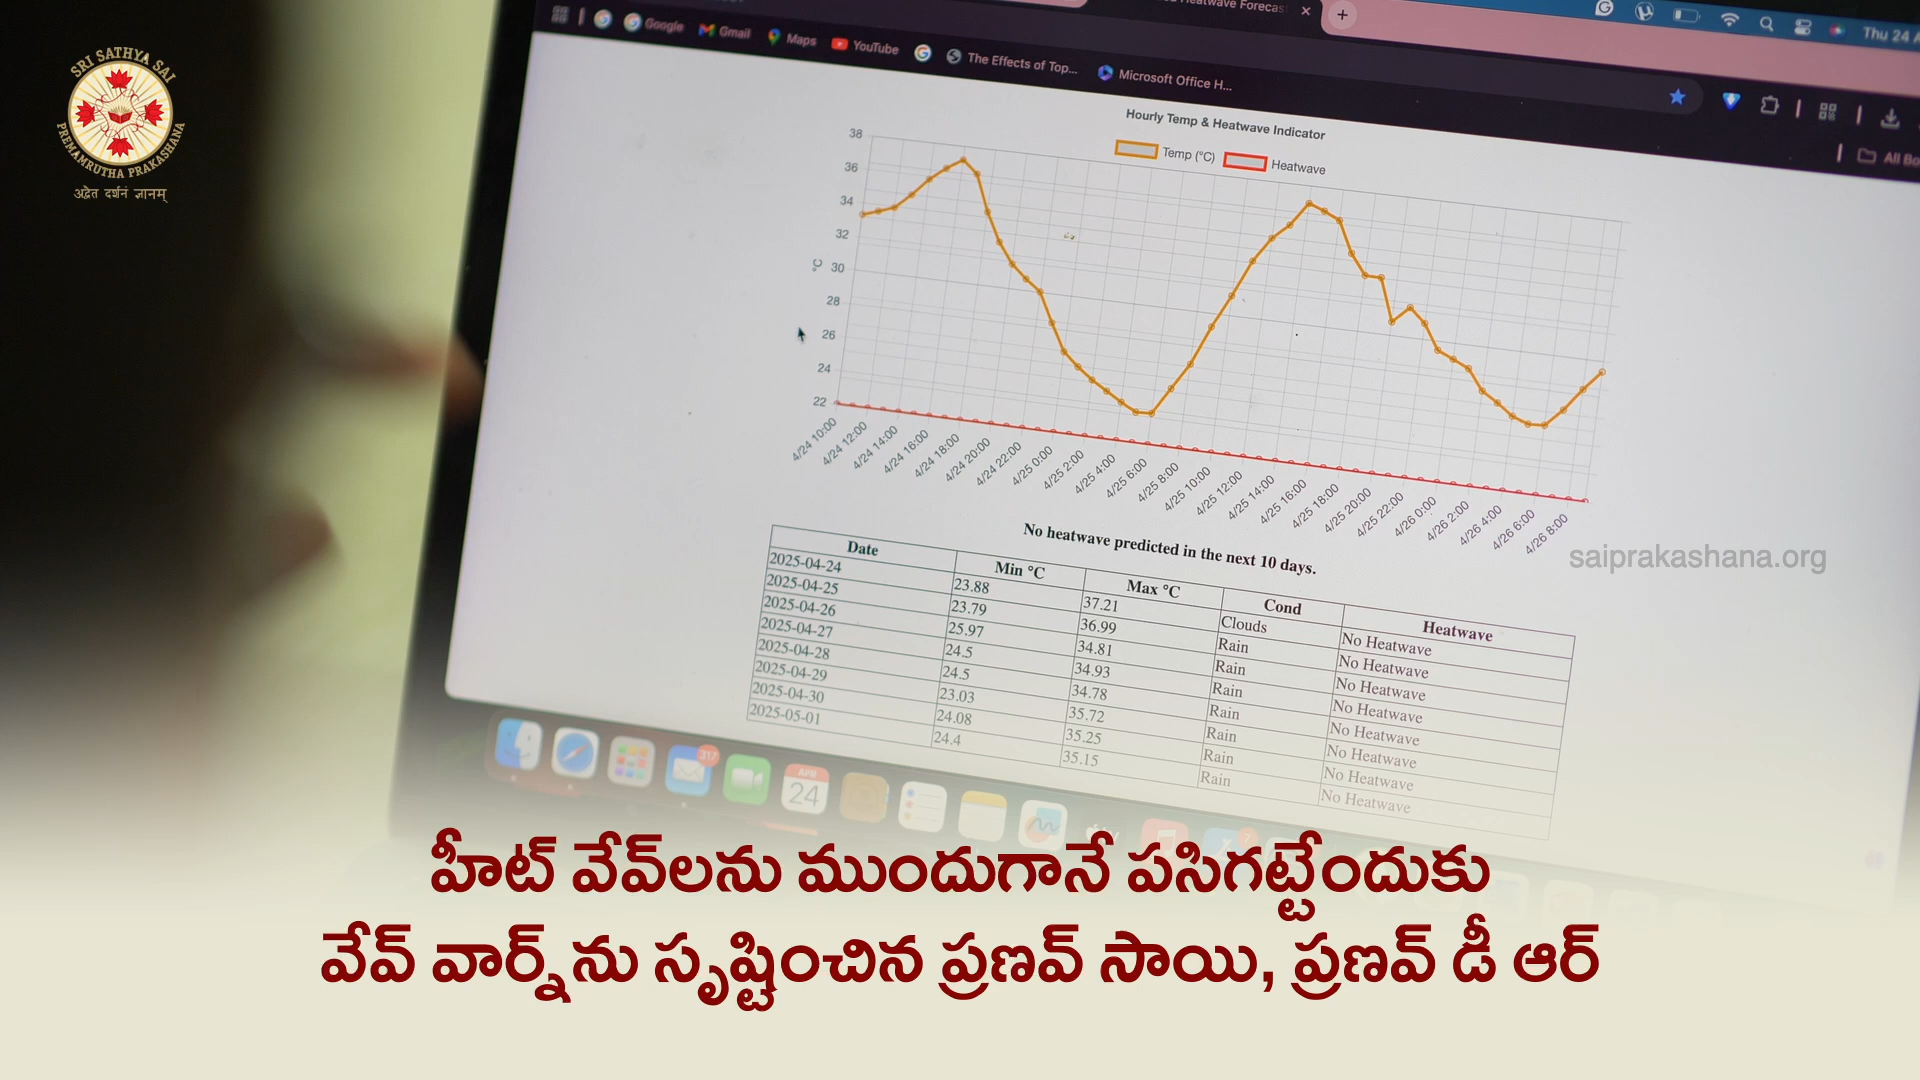 SRI SATHYA SAI
PREMAMRUTHA PRAKASHANA
अद्वैत दर्शनं ज्ञानम्
Heatwave Forecas
Thu 24 A
Google
Gmail
Maps
YouTube
The Effects of Top...
Microsoft Office H...
All Bo
Hourly Temp & Heatwave Indicator
Temp (°C) Heatwave
38
36
34
32
30
28
26
24
22
°C
4/24 10:00
4/24 12:00
4/24 14:00
4/24 16:00
4/24 18:00
4/24 20:00
4/24 22:00
4/25 0:00
4/25 2:00
4/25 4:00
4/25 6:00
4/25 8:00
4/25 10:00
4/25 12:00
4/25 14:00
4/25 16:00
4/25 18:00
4/25 20:00
4/25 22:00
4/26 0:00
4/26 2:00
4/26 4:00
4/26 6:00
4/26 8:00
saiprakashana.org
No heatwave predicted in the next 10 days.
Date Min °C Max °C Cond Heatwave
2025-04-24 23.88 37.21 Clouds No Heatwave
2025-04-25 23.79 36.99 Rain No Heatwave
2025-04-26 25.97 34.81 Rain No Heatwave
2025-04-27 24.5 34.93 Rain No Heatwave
2025-04-28 24.5 34.78 Rain No Heatwave
2025-04-29 23.03 35.72 Rain No Heatwave
2025-04-30 24.08 35.25 Rain No Heatwave
2025-05-01 24.4 35.15 Rain No Heatwave
317
APR
24
హీట్ వేవ్‌లను ముందుగానే పసిగట్టేందుకు
వేవ్ వార్న్‌ను సృష్టించిన ప్రణవ్ సాయి, ప్రణవ్ డీ ఆర్